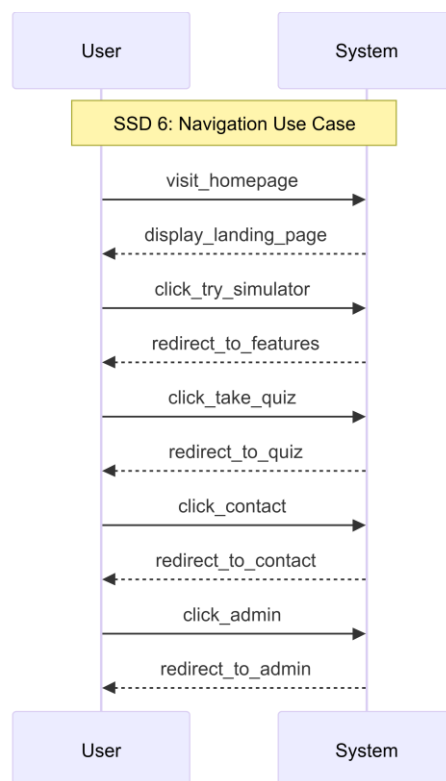 User
System
SSD 6: Navigation Use Case
visit_homepage
display_landing_page
click_try_simulator
redirect_to_features
click_take_quiz
redirect_to_quiz
click_contact
redirect_to_contact
click_admin
redirect_to_admin
User
System